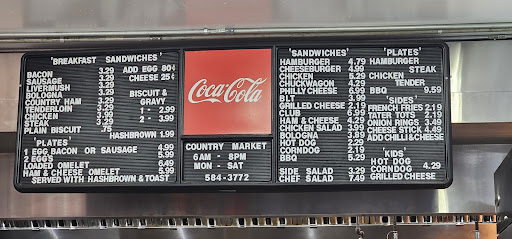 'BREAKFAST SANDWICHES'
BACON 3.29
SAUSAGE 3.29
LIVERMUSH 3.29
BOLOGNA 3.29
COUNTRY HAM 3.29
TENDERLOIN 3.29
CHICKEN 3.99
STEAK 3.29
PLAIN BISCUIT .75
ADD EGG 80¢
CHEESE 25¢
BISCUIT &
GRAVY
1 - 2.99
2 - 3.99
HASHBROWN 1.99
'PLATES'
1 EGG BACON OR SAUSAGE 4.99
2 EGG'S 5.99
LOADED OMELET 6.49
HAM & CHEESE OMELET 5.99
SERVED WITH HASHBROWN & TOAST
Coca-Cola
COUNTRY MARKET
6AM - 8PM
MON - SAT
584-3772
'SANDWICHES'
HAMBURGER 4.79
CHEESEBURGER 4.99
CHICKEN 5.29
CHUCKWAGON 4.29
PHILLY CHEESE 6.99
BLT 3.99
GRILLED CHEESE 2.19
CLUB 6.99
HAM & CHEESE 4.29
CHICKEN SALAD 3.99
BOLOGNA 3.89
HOT DOG 2.19
CORNDOG 2.19
BBQ 5.29
SIDE SALAD 3.29
CHEF SALAD 7.49
'PLATES'
HAMBURGER
STEAK
CHICKEN
TENDER
BBQ 9.59
'SIDES'
FRENCH FRIES 2.19
TATER TOTS 2.19
ONION RINGS 3.49
CHEESE STICK 4.49
ADD CHILI & CHEESE
'KIDS'
HOT DOG
CORNDOG 4.29
GRILLED CHEESE